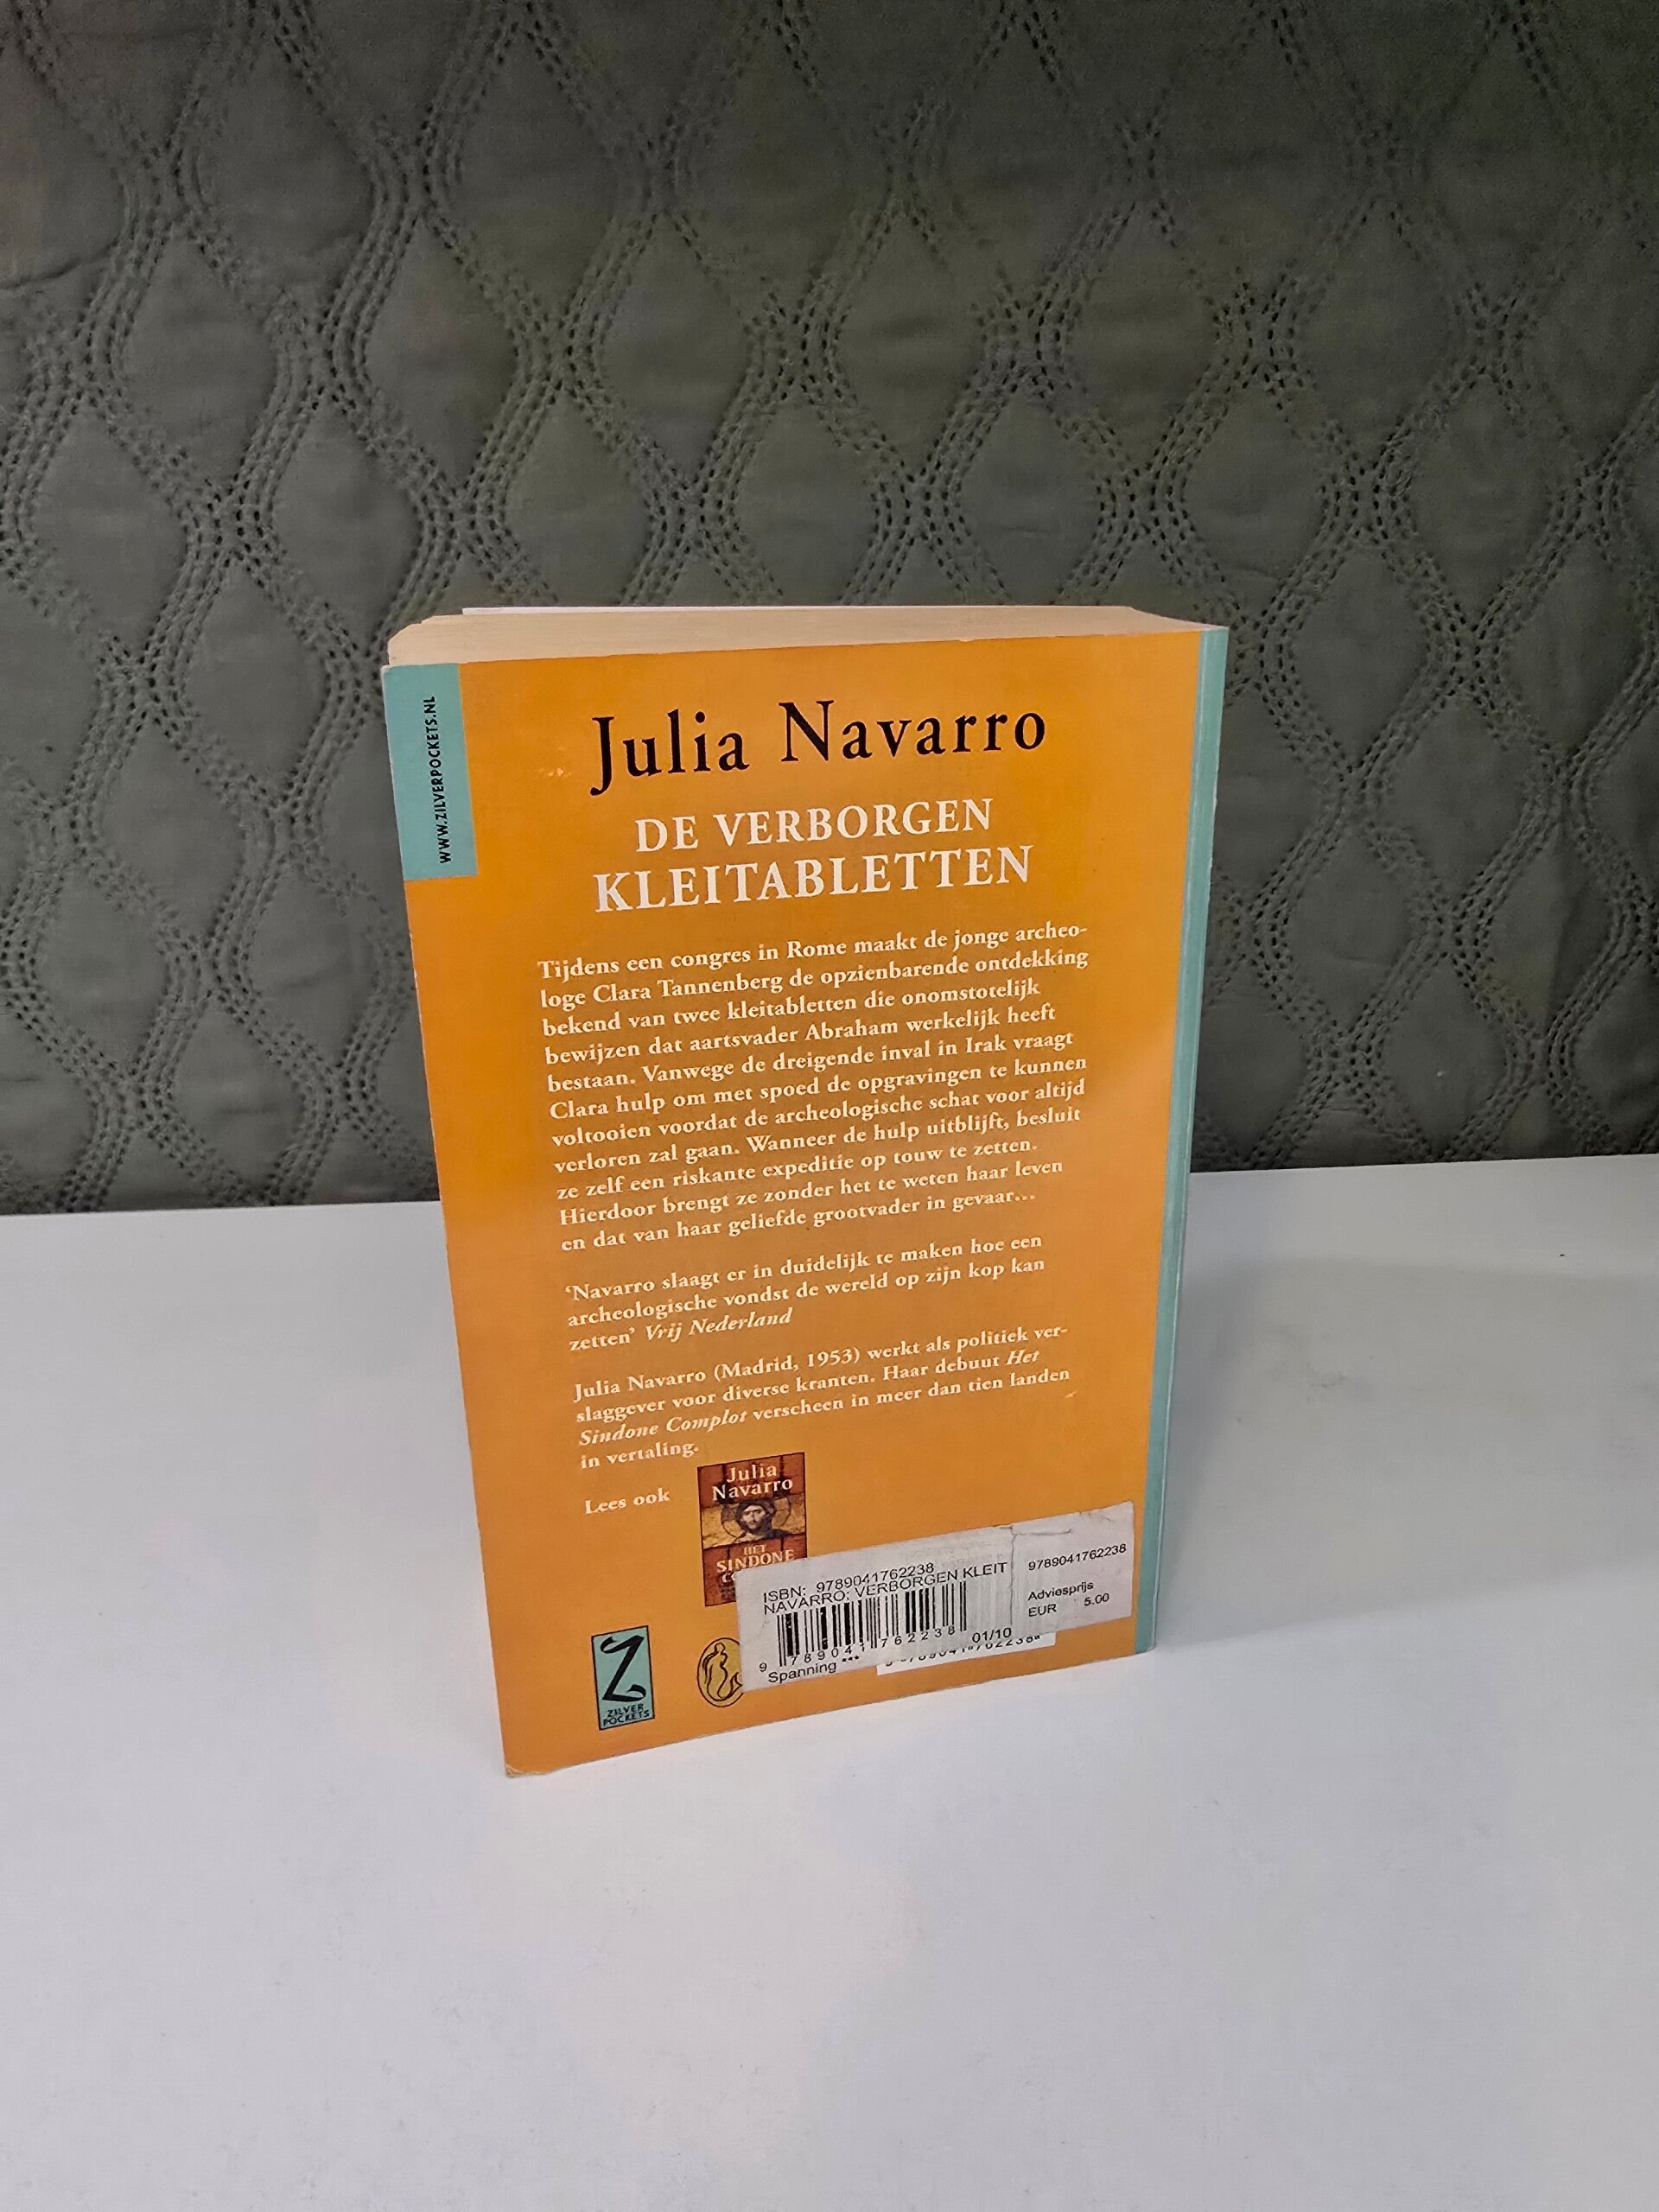 WWW.ZILVERPOCKETS.NL
Julia Navarro
DE VERBORGEN
KLEITABLETTEN
Tijdens een congres in Rome maakt de jonge archeo-
loge Clara Tannenberg de opzienbarende ontdekking
bekend van twee kleitabletten die onomstotelijk
bewijzen dat aartsvader Abraham werkelijk heeft
bestaan. Vanwege de dreigende inval in Irak vraagt
Clara hulp om met spoed de opgravingen te kunnen
voltooien voordat de archeologische schat voor altijd
verloren zal gaan. Wanneer de hulp uitblijft, besluit
ze zelf een riskante expeditie op touw te zetten.
Hierdoor brengt ze zonder het te weten haar leven
en dat van haar geliefde grootvader in gevaar...
‘Navarro slaagt er in duidelijk te maken hoe een
archeologische vondst de wereld op zijn kop kan
zetten’ Vrij Nederland
Julia Navarro (Madrid, 1953) werkt als politiek ver-
slaggever voor diverse kranten. Haar debuut Het
Sindone Complot verscheen in meer dan tien landen
in vertaling.
Lees ook
Julia
Navarro
HET
SINDONE
ISBN: 9789041762238
NAVARRO: VERBORGEN KLEIT
9 789041 762238
01/10
Spanning ***
9789041762238
Adviesprijs
EUR 5.00
ZILVER
POCKETS